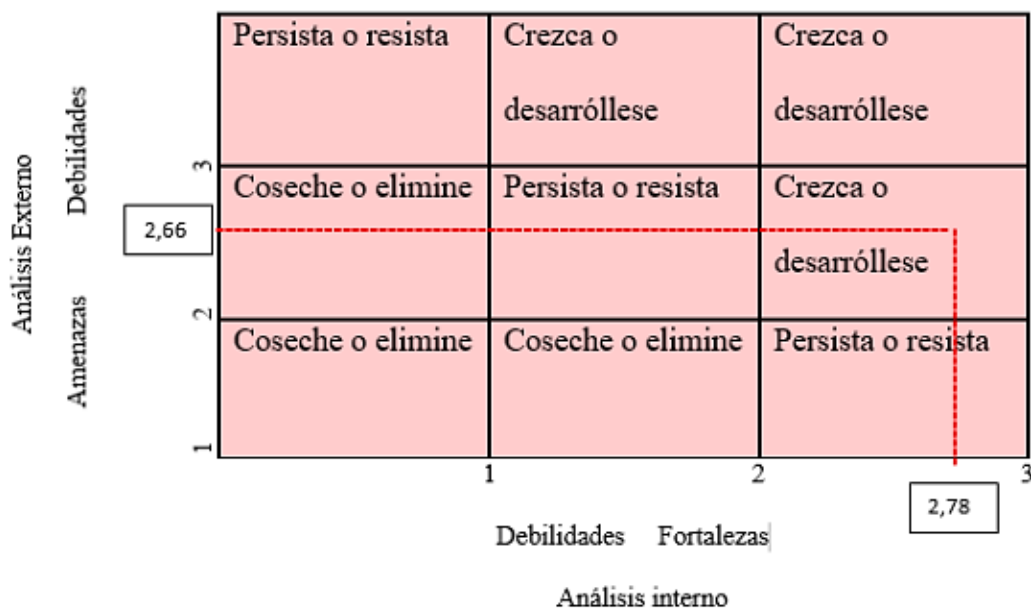 Persista o resista
Crezca o
desarróllese
Crezca o
desarróllese
Análisis Externo
Debilidades
Amenazas
3
2
1
2,66
Coseche o elimine
Persista o resista
Crezca o
desarróllese
Coseche o elimine
Coseche o elimine
Persista o resista
1
2
3
2,78
Debilidades Fortalezas
Análisis interno